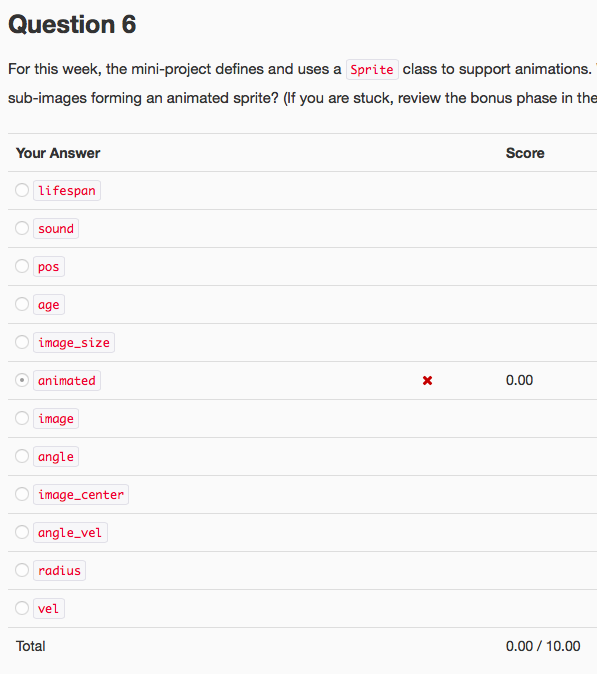 Question 6
For this week, the mini-project defines and uses a Sprite class to support animations.
sub-images forming an animated sprite? (If you are stuck, review the bonus phase in the
Your Answer Score
lifespan
sound
pos
age
image_size
animated 0.00
image
angle
image_center
angle_vel
radius
vel
Total 0.00 / 10.00